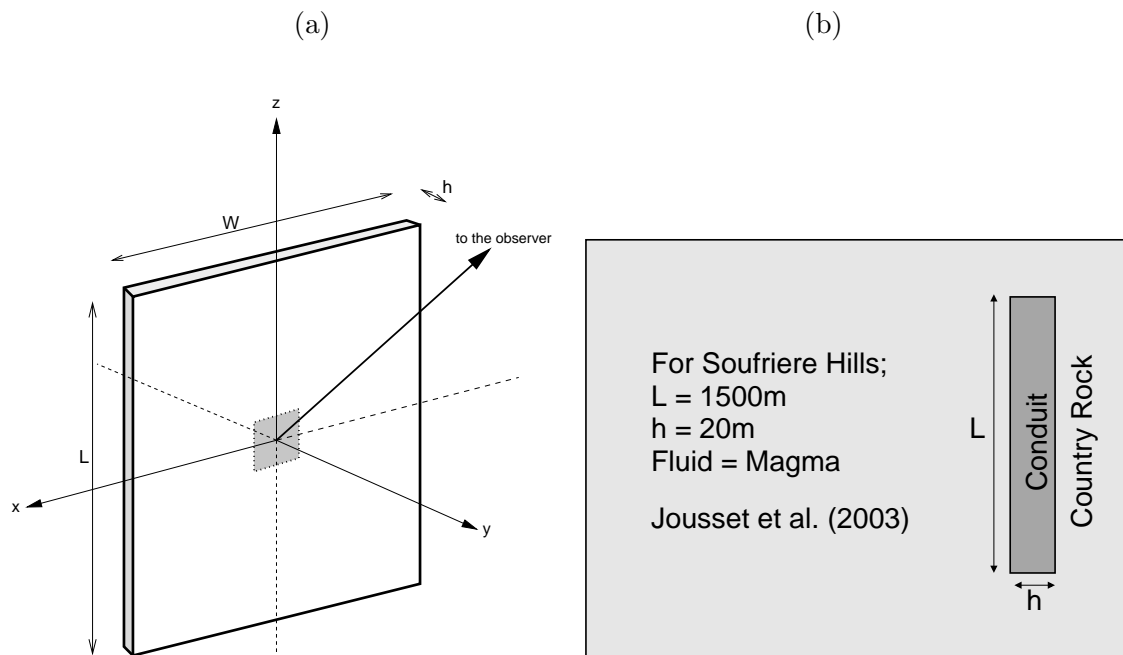 (a)
z
h
W
to the observer
L
x
y
(b)
For Soufriere Hills;
L = 1500m
h = 20m
Fluid = Magma
Jousset et al. (2003)
L
Conduit
Country Rock
h